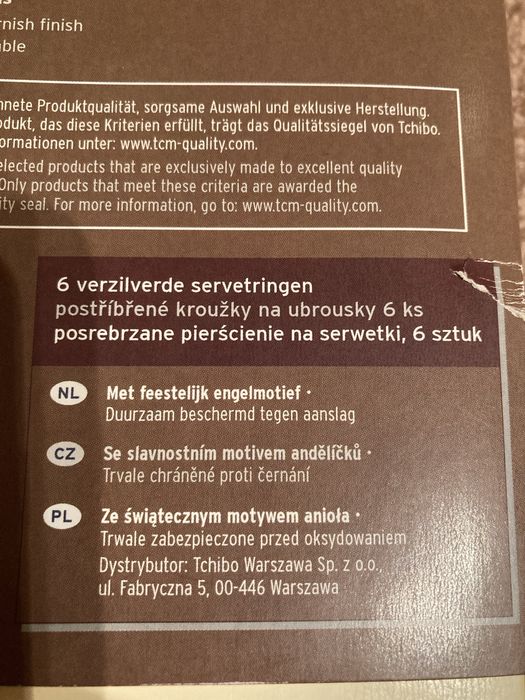 rnish finish
able
hnete Produktqualität, sorgsame Auswahl und exklusive Herstellung.
odukt, das diese Kriterien erfüllt, trägt das Qualitätssiegel von Tchibo.
ormationen unter: www.tcm-quality.com.
elected products that are exclusively made to excellent quality
Only products that meet these criteria are awarded the
ity seal. For more information, go to: www.tcm-quality.com.
6 verzilverde servetringen
postříbřené kroužky na ubrousky 6 ks
posrebrzane pierścienie na serwetki, 6 sztuk
NL Met feestelijk engelmotief •
Duurzaam beschermd tegen aanslag
CZ Se slavnostním motivem andělíčků •
Trvale chráněné proti černání
PL Ze świątecznym motywem anioła •
Trwale zabezpieczone przed oksydowaniem
Dystrybutor: Tchibo Warszawa Sp. z o.o.,
ul. Fabryczna 5, 00-446 Warszawa